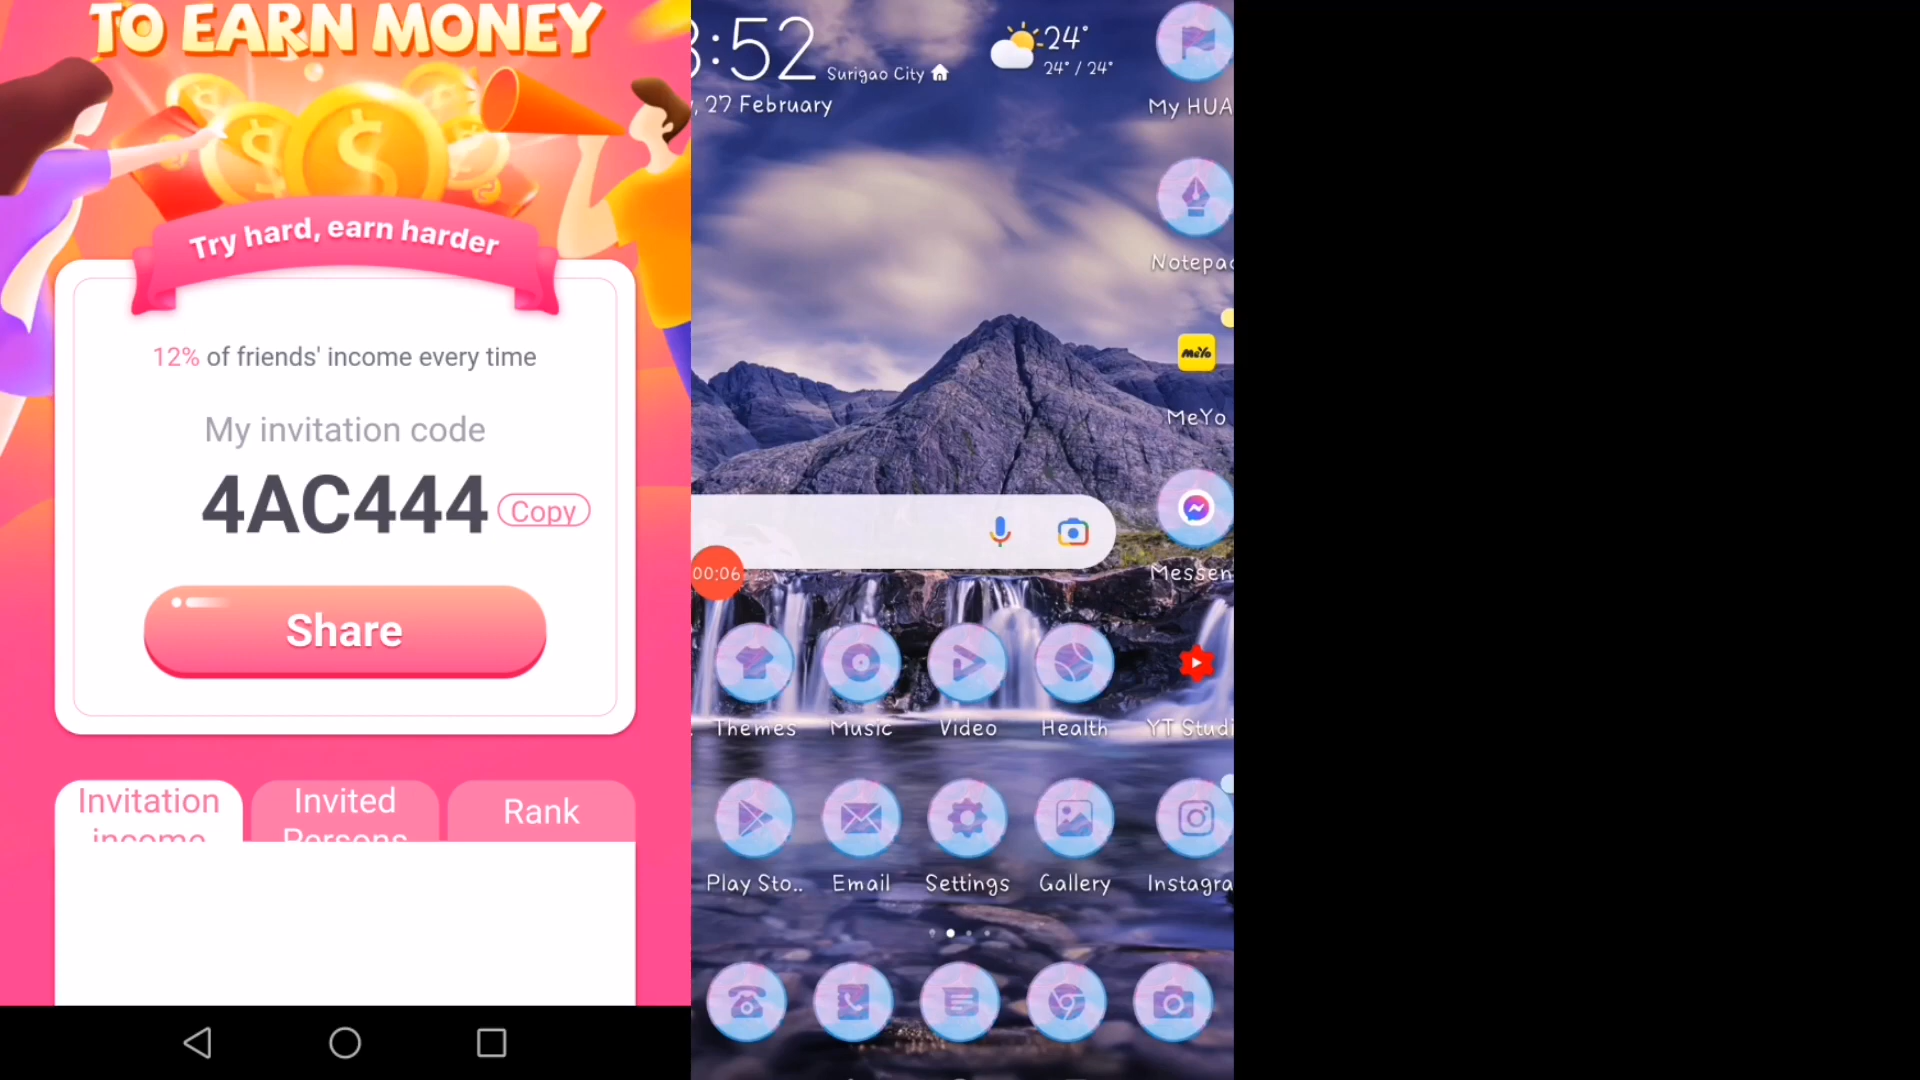 TO EARN MONEY
Try hard, earn harder
12% of friends' income every time
My invitation code
4AC444
Copy
Share
Invitation
income
Invited
Persons
Rank
:52
Surigao City
24°
24° / 24°
, 27 February
My HUA
Notepad
MeYo
MeYo
00:06
Messen
Themes
Music
Video
Health
YT Studi
Play Sto..
Email
Settings
Gallery
Instagra